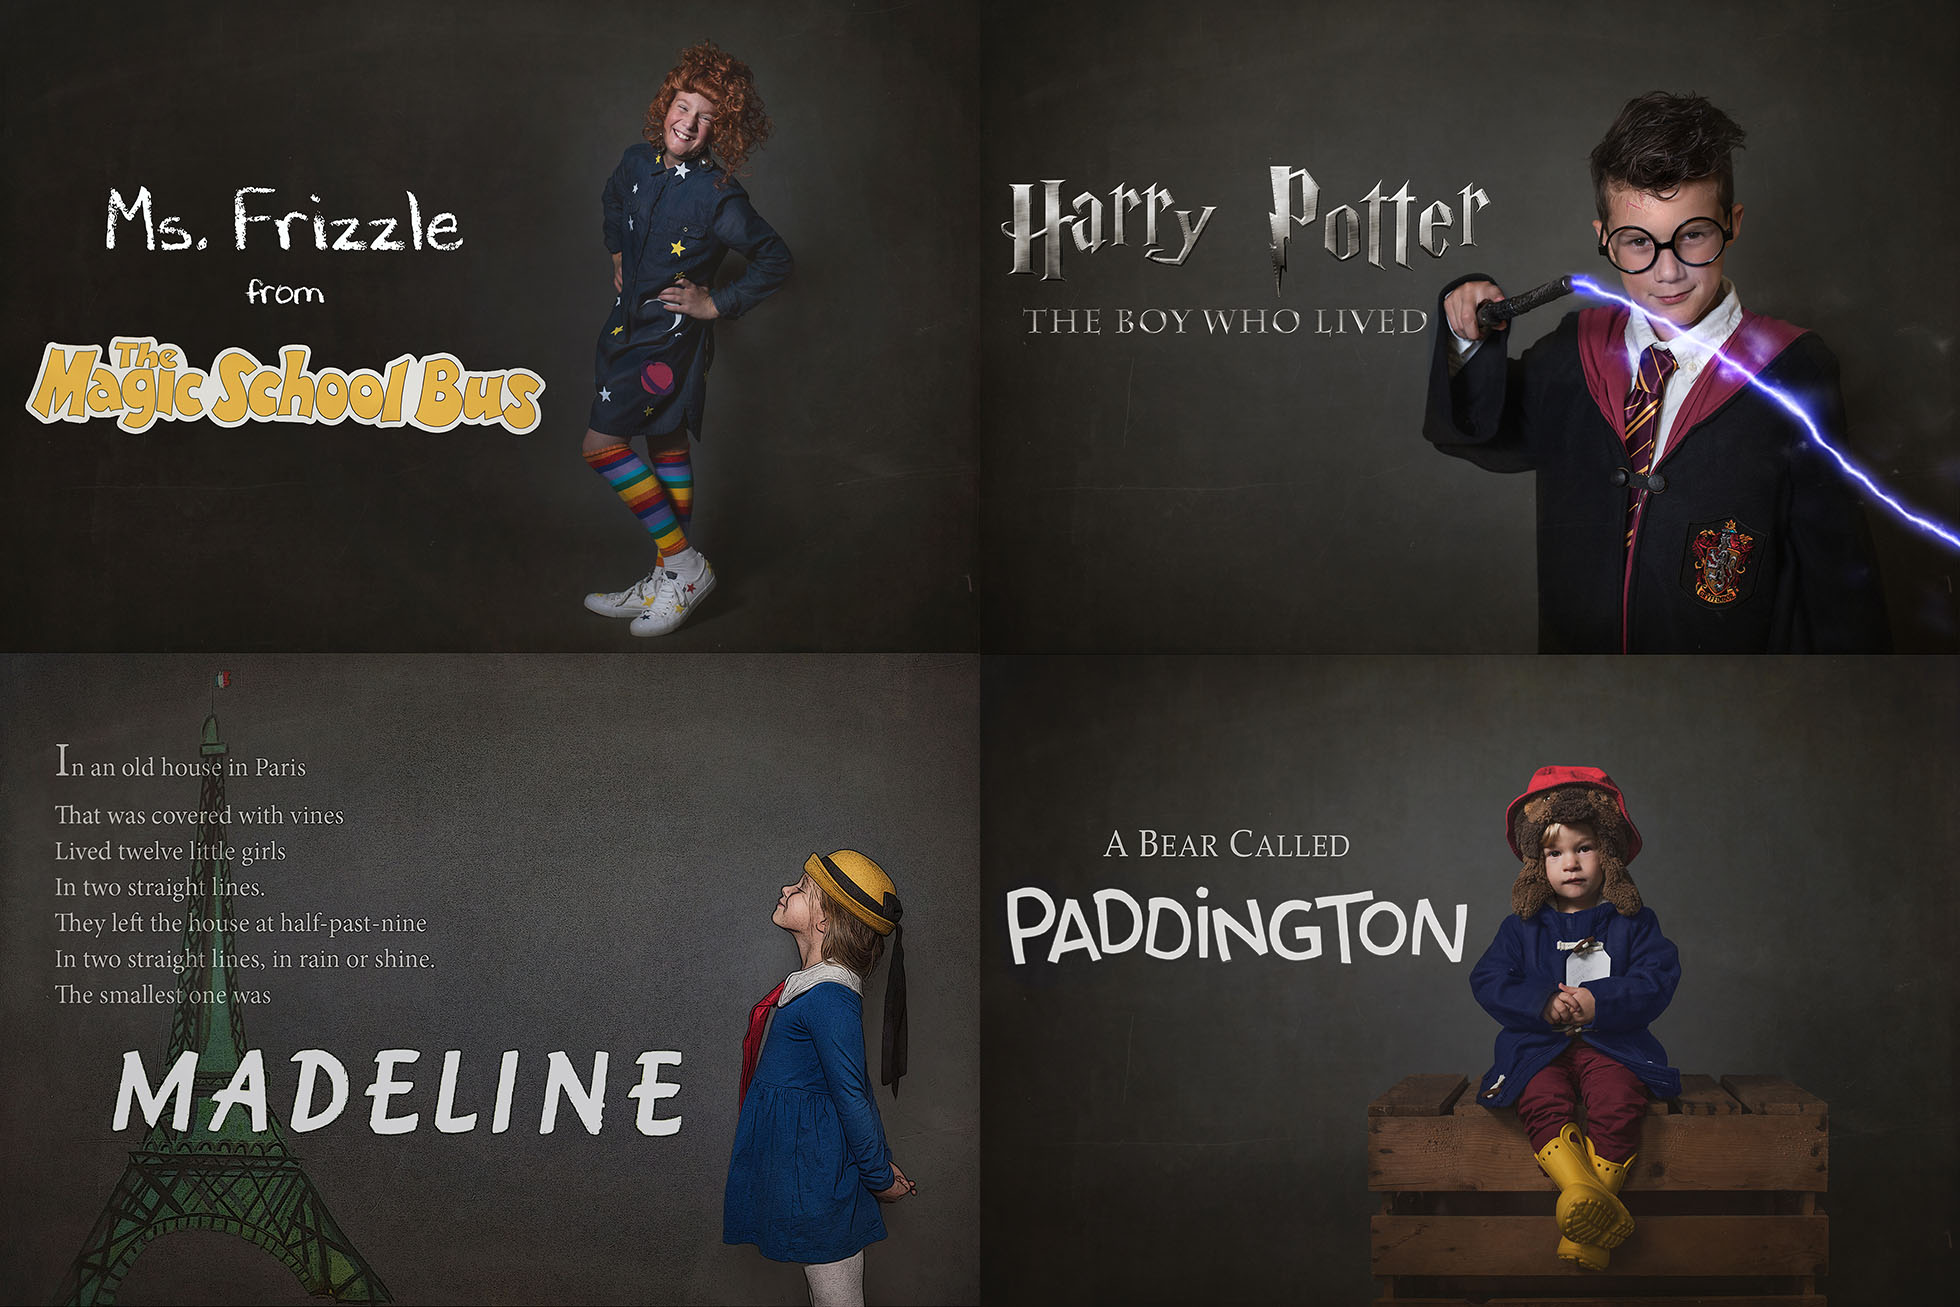 Ms. Frizzle
from
The
Magic School Bus
Harry Potter
THE BOY WHO LIVED
GRYFFINDOR
In an old house in Paris
That was covered with vines
Lived twelve little girls
In two straight lines.
They left the house at half-past-nine
In two straight lines, in rain or shine.
The smallest one was
MADELINE
A BEAR CALLED
PADDiNGTON